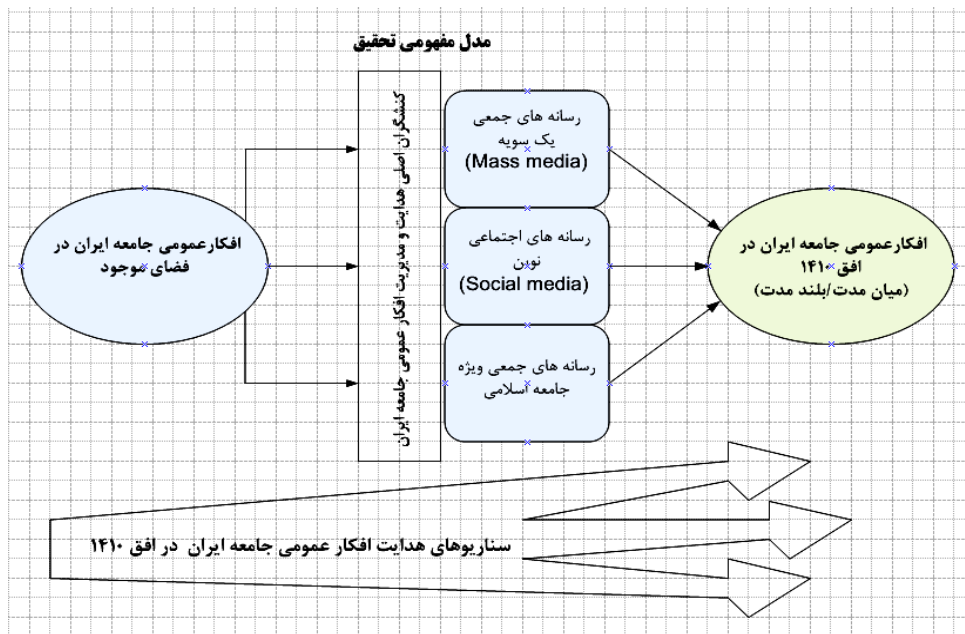 مدل مفهومی تحقیق
افکارعمومی جامعه ایران در
فضای موجود
کنشگران اصلی هدایت و مدیریت افکار عمومی جامعه ایران
رسانه های جمعی
یک سویه
(Mass media)
رسانه های اجتماعی
نوین
(Social media)
رسانه های جمعی ویژه
جامعه اسلامی
افکارعمومی جامعه ایران در
افق ۱۴۱۰
(میان مدت/بلند مدت)
سناریوهای هدایت افکار عمومی جامعه ایران در افق ۱۴۱۰